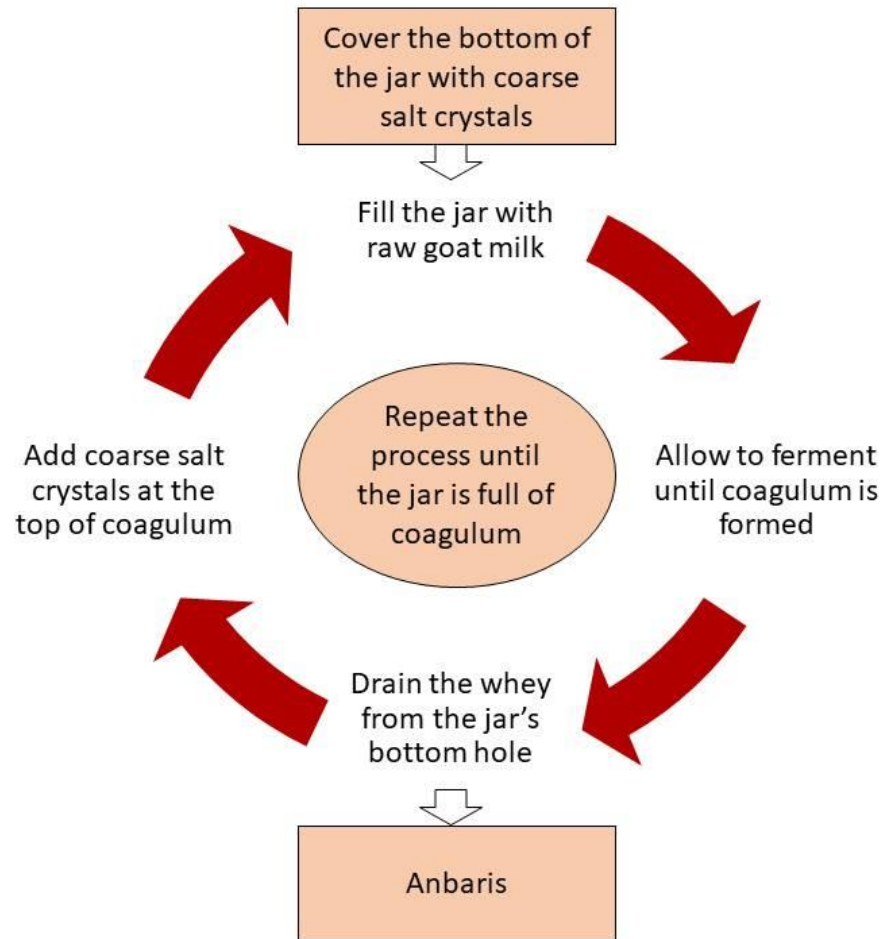 Cover the bottom of
the jar with coarse
salt crystals
Fill the jar with
raw goat milk
Allow to ferment
until coagulum is
formed
Drain the whey
from the jar’s
bottom hole
Add coarse salt
crystals at the
top of coagulum
Repeat the
process until
the jar is full of
coagulum
Anbaris